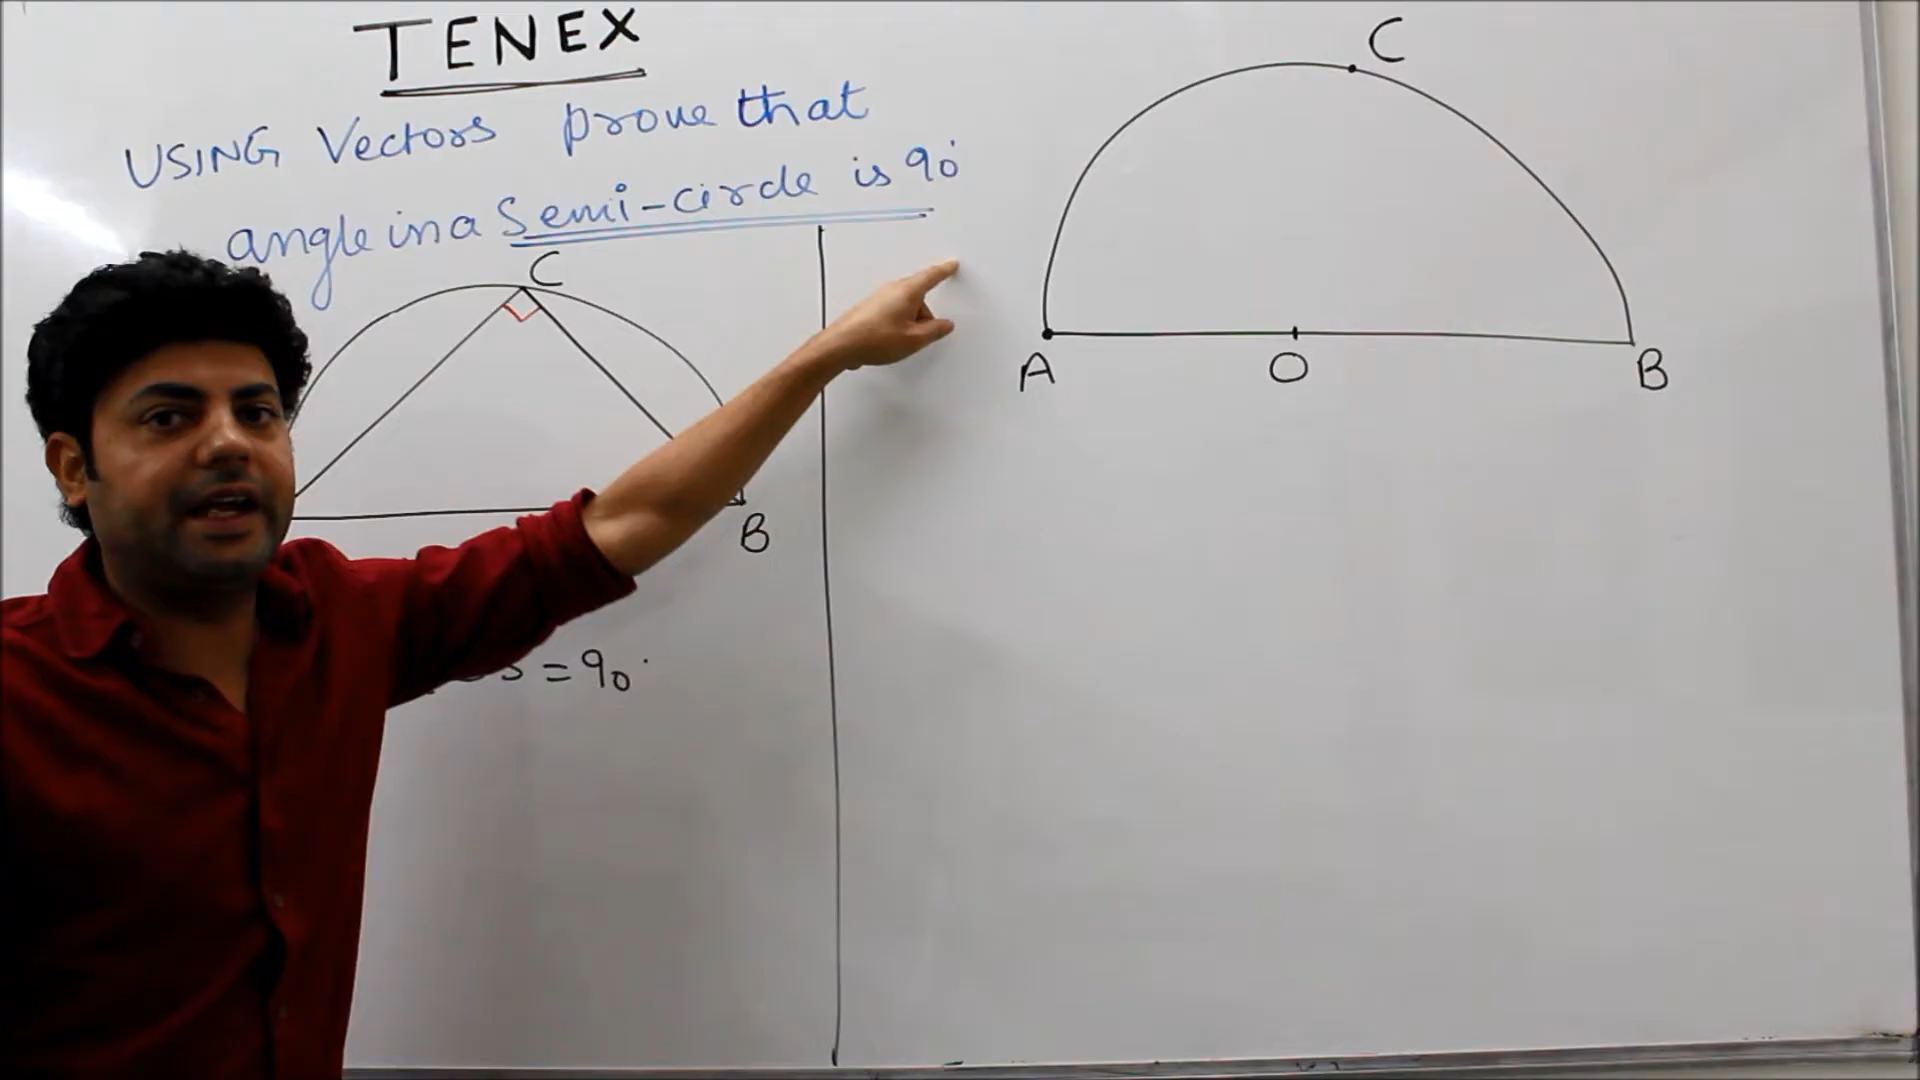 TENEX
USING Vectors prove that
angle in a Semi-circle is 90°
C
B
= 90°
C
A
O
B